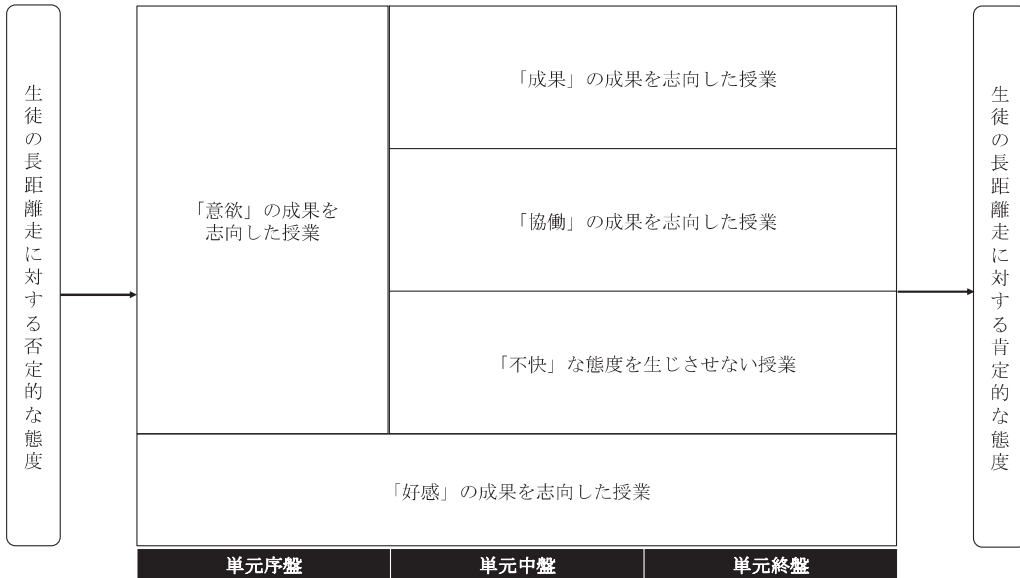 生徒の長距離走に対する否定的な態度
「意欲」の成果を
志向した授業
「成果」の成果を志向した授業
「協働」の成果を志向した授業
「不快」な態度を生じさせない授業
「好感」の成果を志向した授業
単元序盤
単元中盤
単元終盤
生徒の長距離走に対する肯定的な態度